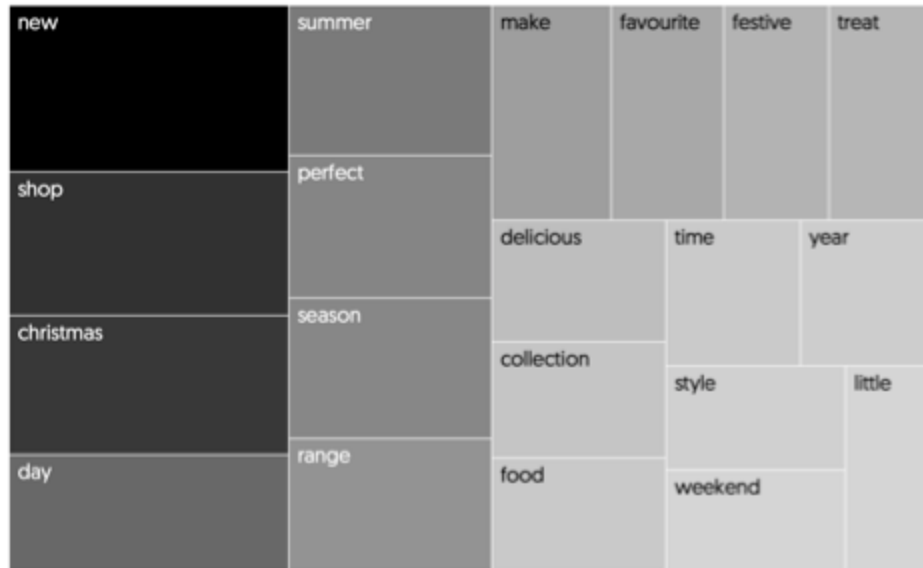 new
shop
christmas
day
summer
perfect
season
range
make
favourite
festive
treat
delicious
collection
food
time
year
style
little
weekend